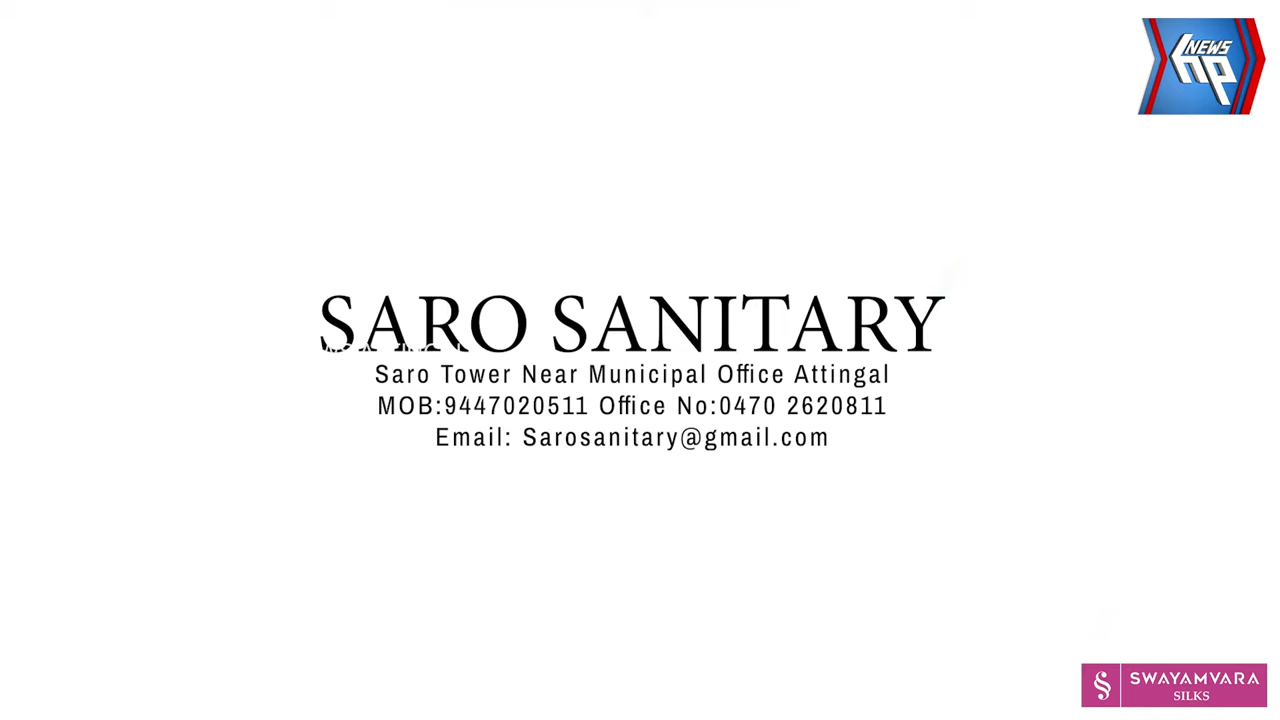 NEWS
hp
SARO SANITARY
Saro Tower Near Municipal Office Attingal
MOB:9447020511 Office No:0470 2620811
Email: Sarosanitary@gmail.com
SWAYAMVARA
SILKS